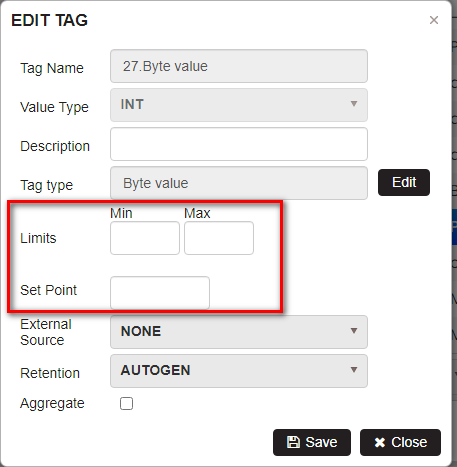 EDIT TAG ×
Tag Name 27.Byte value
Value Type INT
Description
Tag type Byte value Edit
Min Max
Limits
Set Point
External
Source NONE
Retention AUTOGEN
Aggregate
Save Close